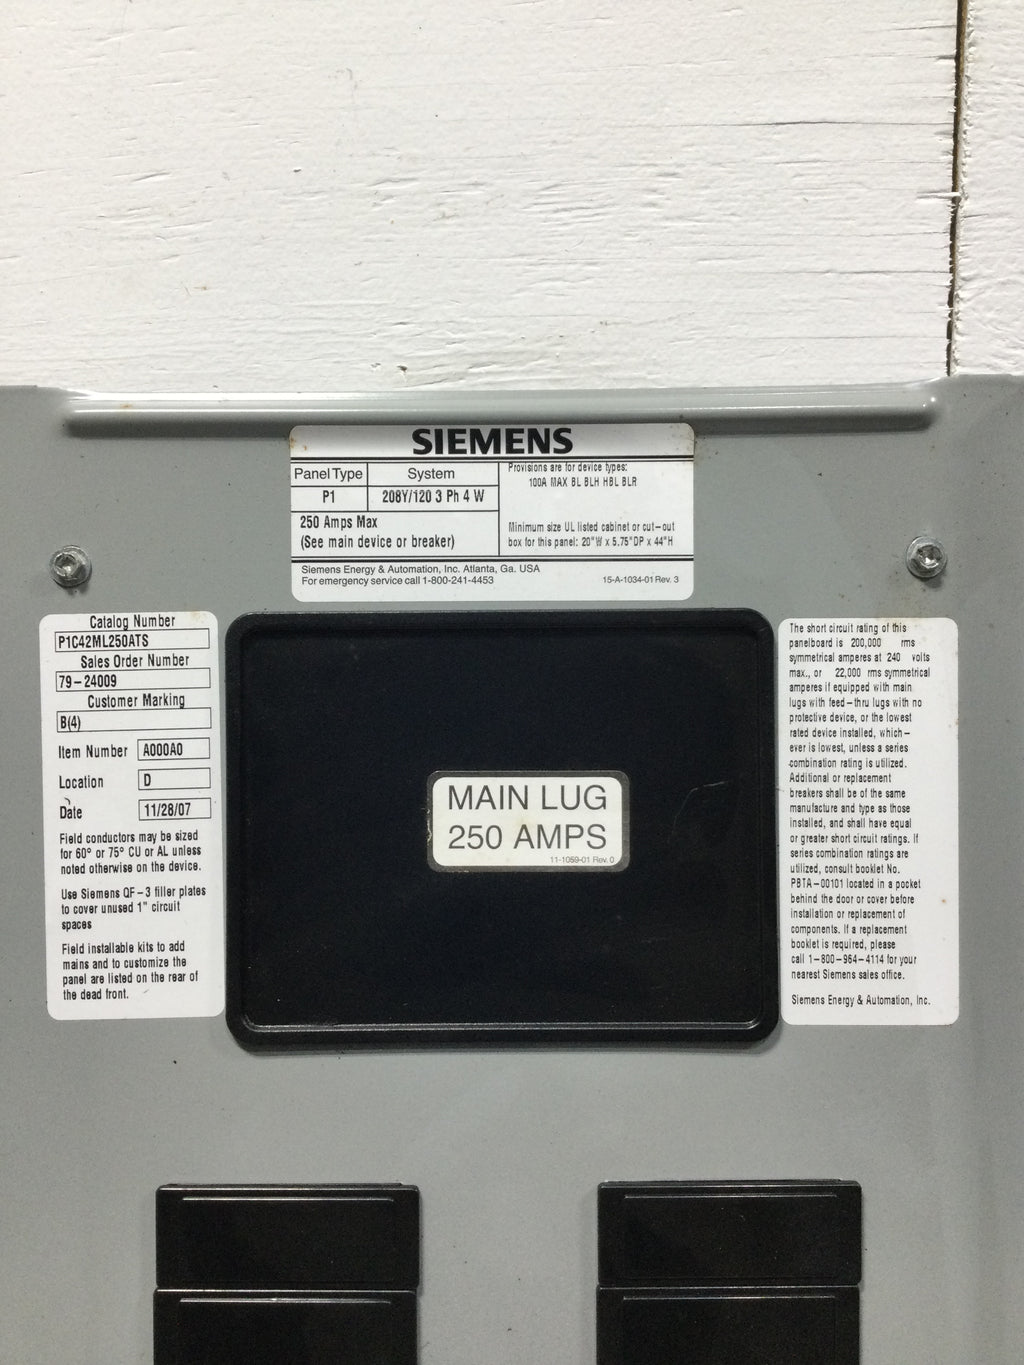 SIEMENS
Panel Type
System
P1
208Y/120 3 Ph 4 W
250 Amps Max
(See main device or breaker)
Provisions are for device types:
100A MAX BL BLH HBL BLR
Minimum size UL listed cabinet or cut-out
box for this panel: 20"W x 5.75"DP x 44"H
Siemens Energy & Automation, Inc. Atlanta, Ga. USA
For emergency service call 1-800-241-4453
15-A-1034-01 Rev. 3
Catalog Number
P1C42ML250ATS
Sales Order Number
79-24009
Customer Marking
B(4)
Item Number A000A0
Location D
Date 11/28/07
Field conductors may be sized
for 60° or 75° CU or AL unless
noted otherwise on the device.
Use Siemens QF-3 filler plates
to cover unused 1" circuit
spaces
Field installable kits to add
mains and to customize the
panel are listed on the rear of
the dead front.
MAIN LUG
250 AMPS
11-1059-01 Rev. 0
The short circuit rating of this
panelboard is 200,000 rms
symmetrical amperes at 240 volts
max., or 22,000 rms symmetrical
amperes if equipped with main
lugs with feed-thru lugs with no
protective device, or the lowest
rated device installed, which-
ever is lowest, unless a series
combination rating is utilized.
Additional or replacement
breakers shall be of the same
manufacture and type as those
installed, and shall have equal
or greater short circuit ratings. If
series combination ratings are
utilized, consult booklet No.
PBTA-00101 located in a pocket
behind the door or cover before
installation or replacement of
components. If a replacement
booklet is required, please
call 1-800-964-4114 for your
nearest Siemens sales office.
Siemens Energy & Automation, Inc.